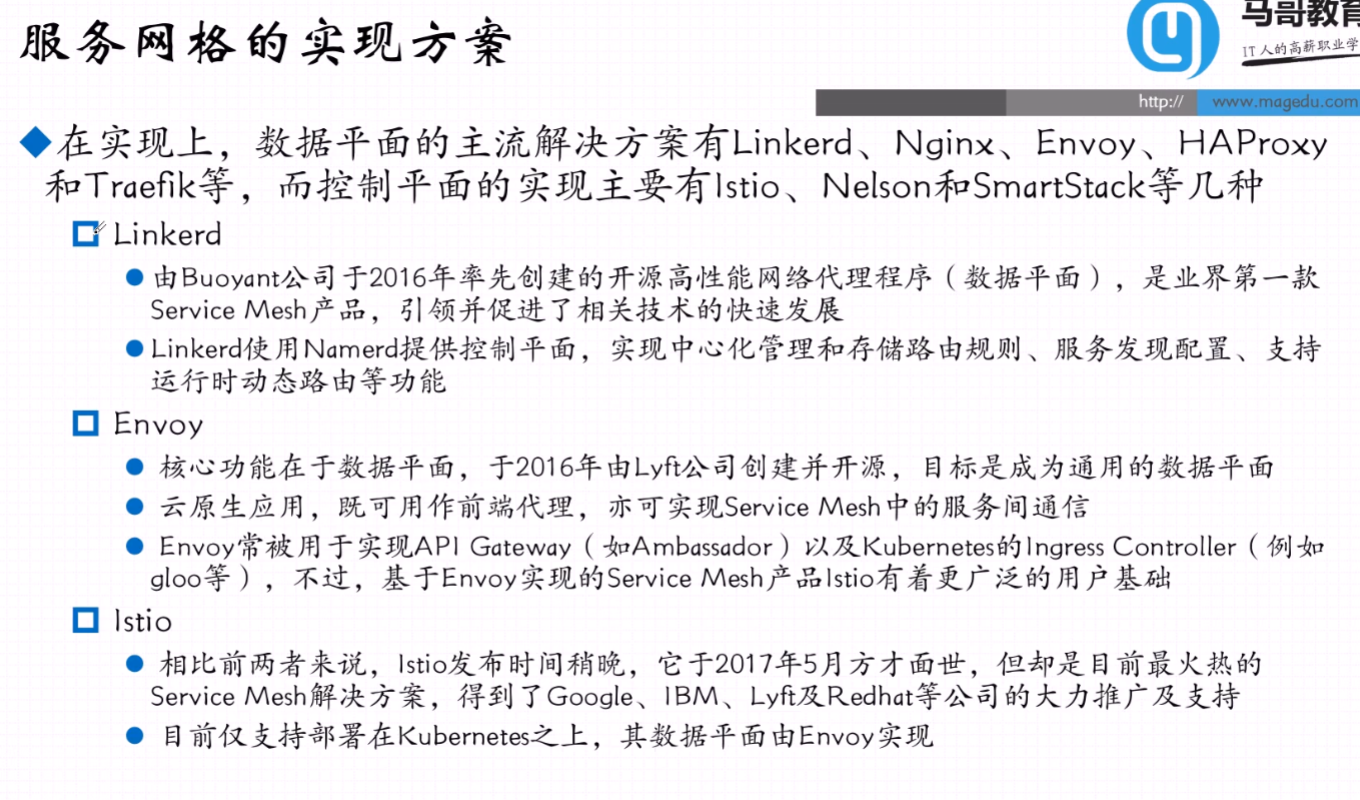 服务网格的实现方案
马哥教育
IT人的高薪职业学
http:// www.magedu.com
在实现上，数据平面的主流解决方案有Linkerd、Nginx、Envoy、HAProxy
和Traefik等，而控制平面的实现主要有Istio、Nelson和SmartStack等几种
Linkerd
由Buoyant公司于2016年率先创建的开源高性能网络代理程序（数据平面），是业界第一款
Service Mesh产品，引领并促进了相关技术的快速发展
Linkerd使用Namerd提供控制平面，实现中心化管理和存储路由规则、服务发现配置、支持
运行时动态路由等功能
Envoy
核心功能在于数据平面，于2016年由Lyft公司创建并开源，目标是成为通用的数据平面
云原生应用，既可用作前端代理，亦可实现Service Mesh中的服务间通信
Envoy常被用于实现API Gateway（如Ambassador）以及Kubernetes的Ingress Controller（例如
gloo等），不过，基于Envoy实现的Service Mesh产品Istio有着更广泛的用户基础
Istio
相比前两者来说，Istio发布时间稍晚，它于2017年5月方才面世，但却是目前最火热的
Service Mesh解决方案，得到了Google、IBM、Lyft及Redhat等公司的大力推广及支持
目前仅支持部署在Kubernetes之上，其数据平面由Envoy实现